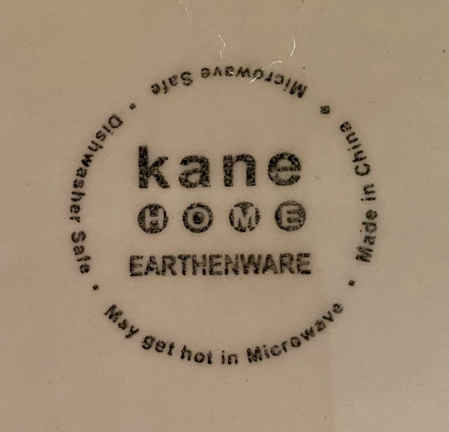 kane
HOME
EARTHENWARE
Microwave Safe • Dishwasher Safe • May get hot in Microwave • Made in China •